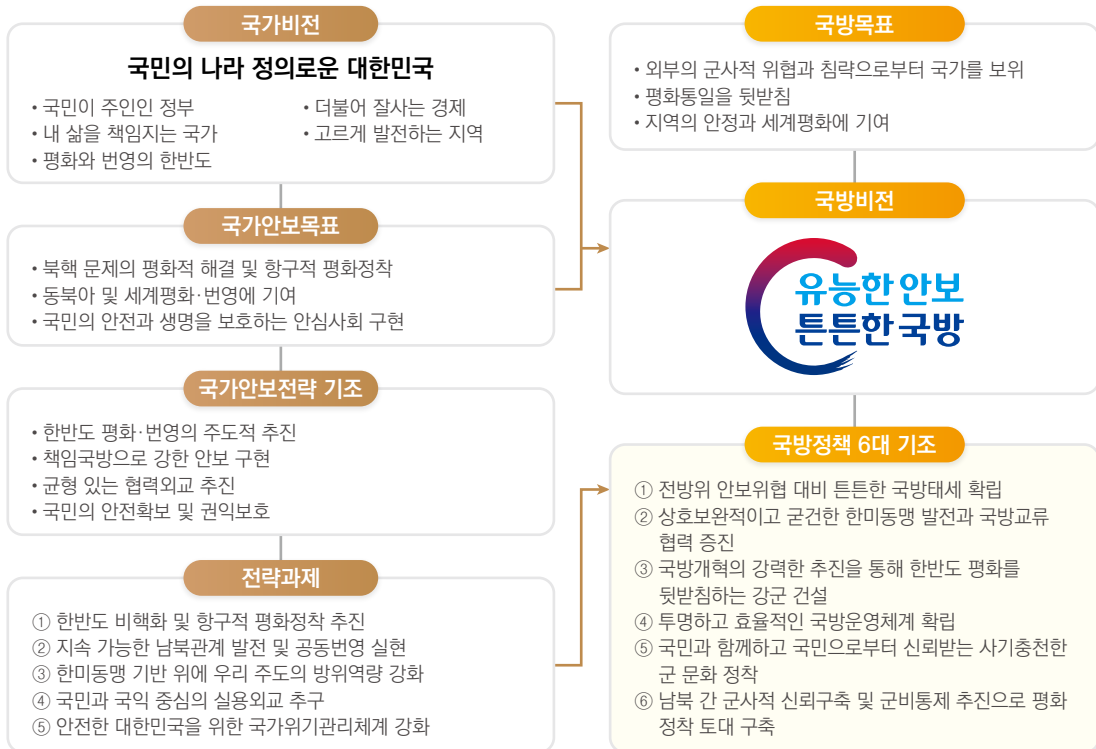 국가비전
국민의 나라 정의로운 대한민국
• 국민이 주인인 정부
• 내 삶을 책임지는 국가
• 평화와 번영의 한반도
• 더불어 잘사는 경제
• 고르게 발전하는 지역
국가안보목표
• 북핵 문제의 평화적 해결 및 항구적 평화정착
• 동북아 및 세계평화·번영에 기여
• 국민의 안전과 생명을 보호하는 안심사회 구현
국가안보전략 기조
• 한반도 평화·번영의 주도적 추진
• 책임국방으로 강한 안보 구현
• 균형 있는 협력외교 추진
• 국민의 안전확보 및 권익보호
전략과제
① 한반도 비핵화 및 항구적 평화정착 추진
② 지속 가능한 남북관계 발전 및 공동번영 실현
③ 한미동맹 기반 위에 우리 주도의 방위역량 강화
④ 국민과 국익 중심의 실용외교 추구
⑤ 안전한 대한민국을 위한 국가위기관리체계 강화
국방목표
• 외부의 군사적 위협과 침략으로부터 국가를 보위
• 평화통일을 뒷받침
• 지역의 안정과 세계평화에 기여
국방비전
유능한 안보
튼튼한 국방
국방정책 6대 기조
① 전방위 안보위협 대비 튼튼한 국방태세 확립
② 상호보완적이고 굳건한 한미동맹 발전과 국방교류
협력 증진
③ 국방개혁의 강력한 추진을 통해 한반도 평화를
뒷받침하는 강군 건설
④ 투명하고 효율적인 국방운영체계 확립
⑤ 국민과 함께하고 국민으로부터 신뢰받는 사기충천한
군 문화 정착
⑥ 남북 간 군사적 신뢰구축 및 군비통제 추진으로 평화
정착 토대 구축